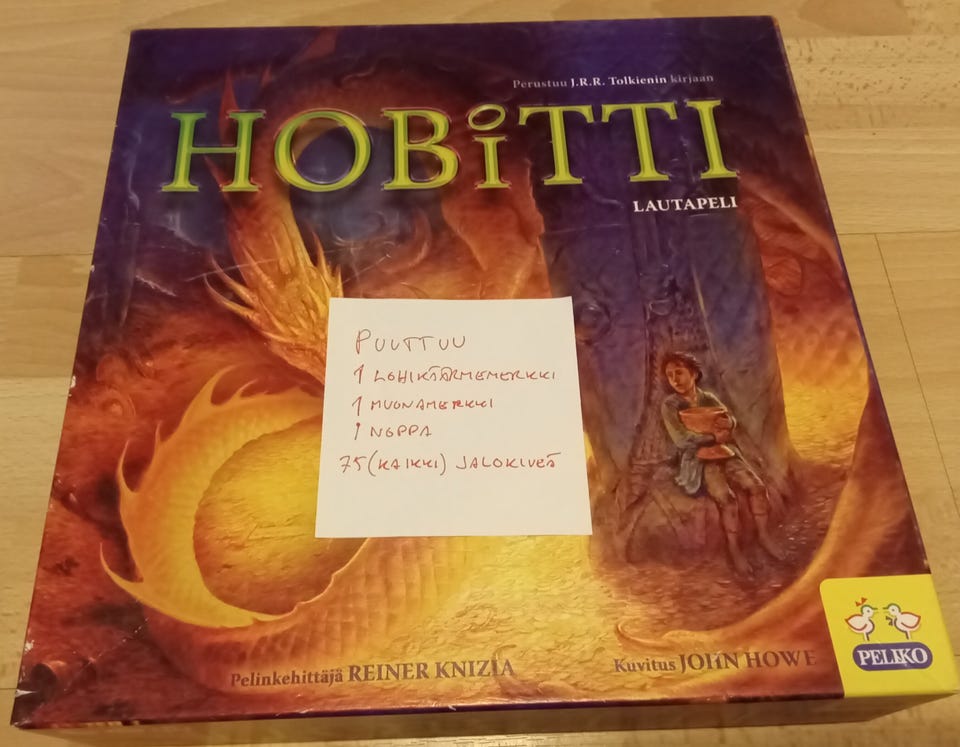 Perustuu J.R.R. Tolkienin kirjaan
HOBiTTI
LAUTAPELI
PUUTTUU
1 LOHIKÄÄRMEMERKKI
1 MUONAMERKKI
1 NOPPA
75 (KAIKKI) JALOKIVEÄ
Pelinkehittäjä REINER KNIZIA
Kuvitus JOHN HOWE
PELIKO